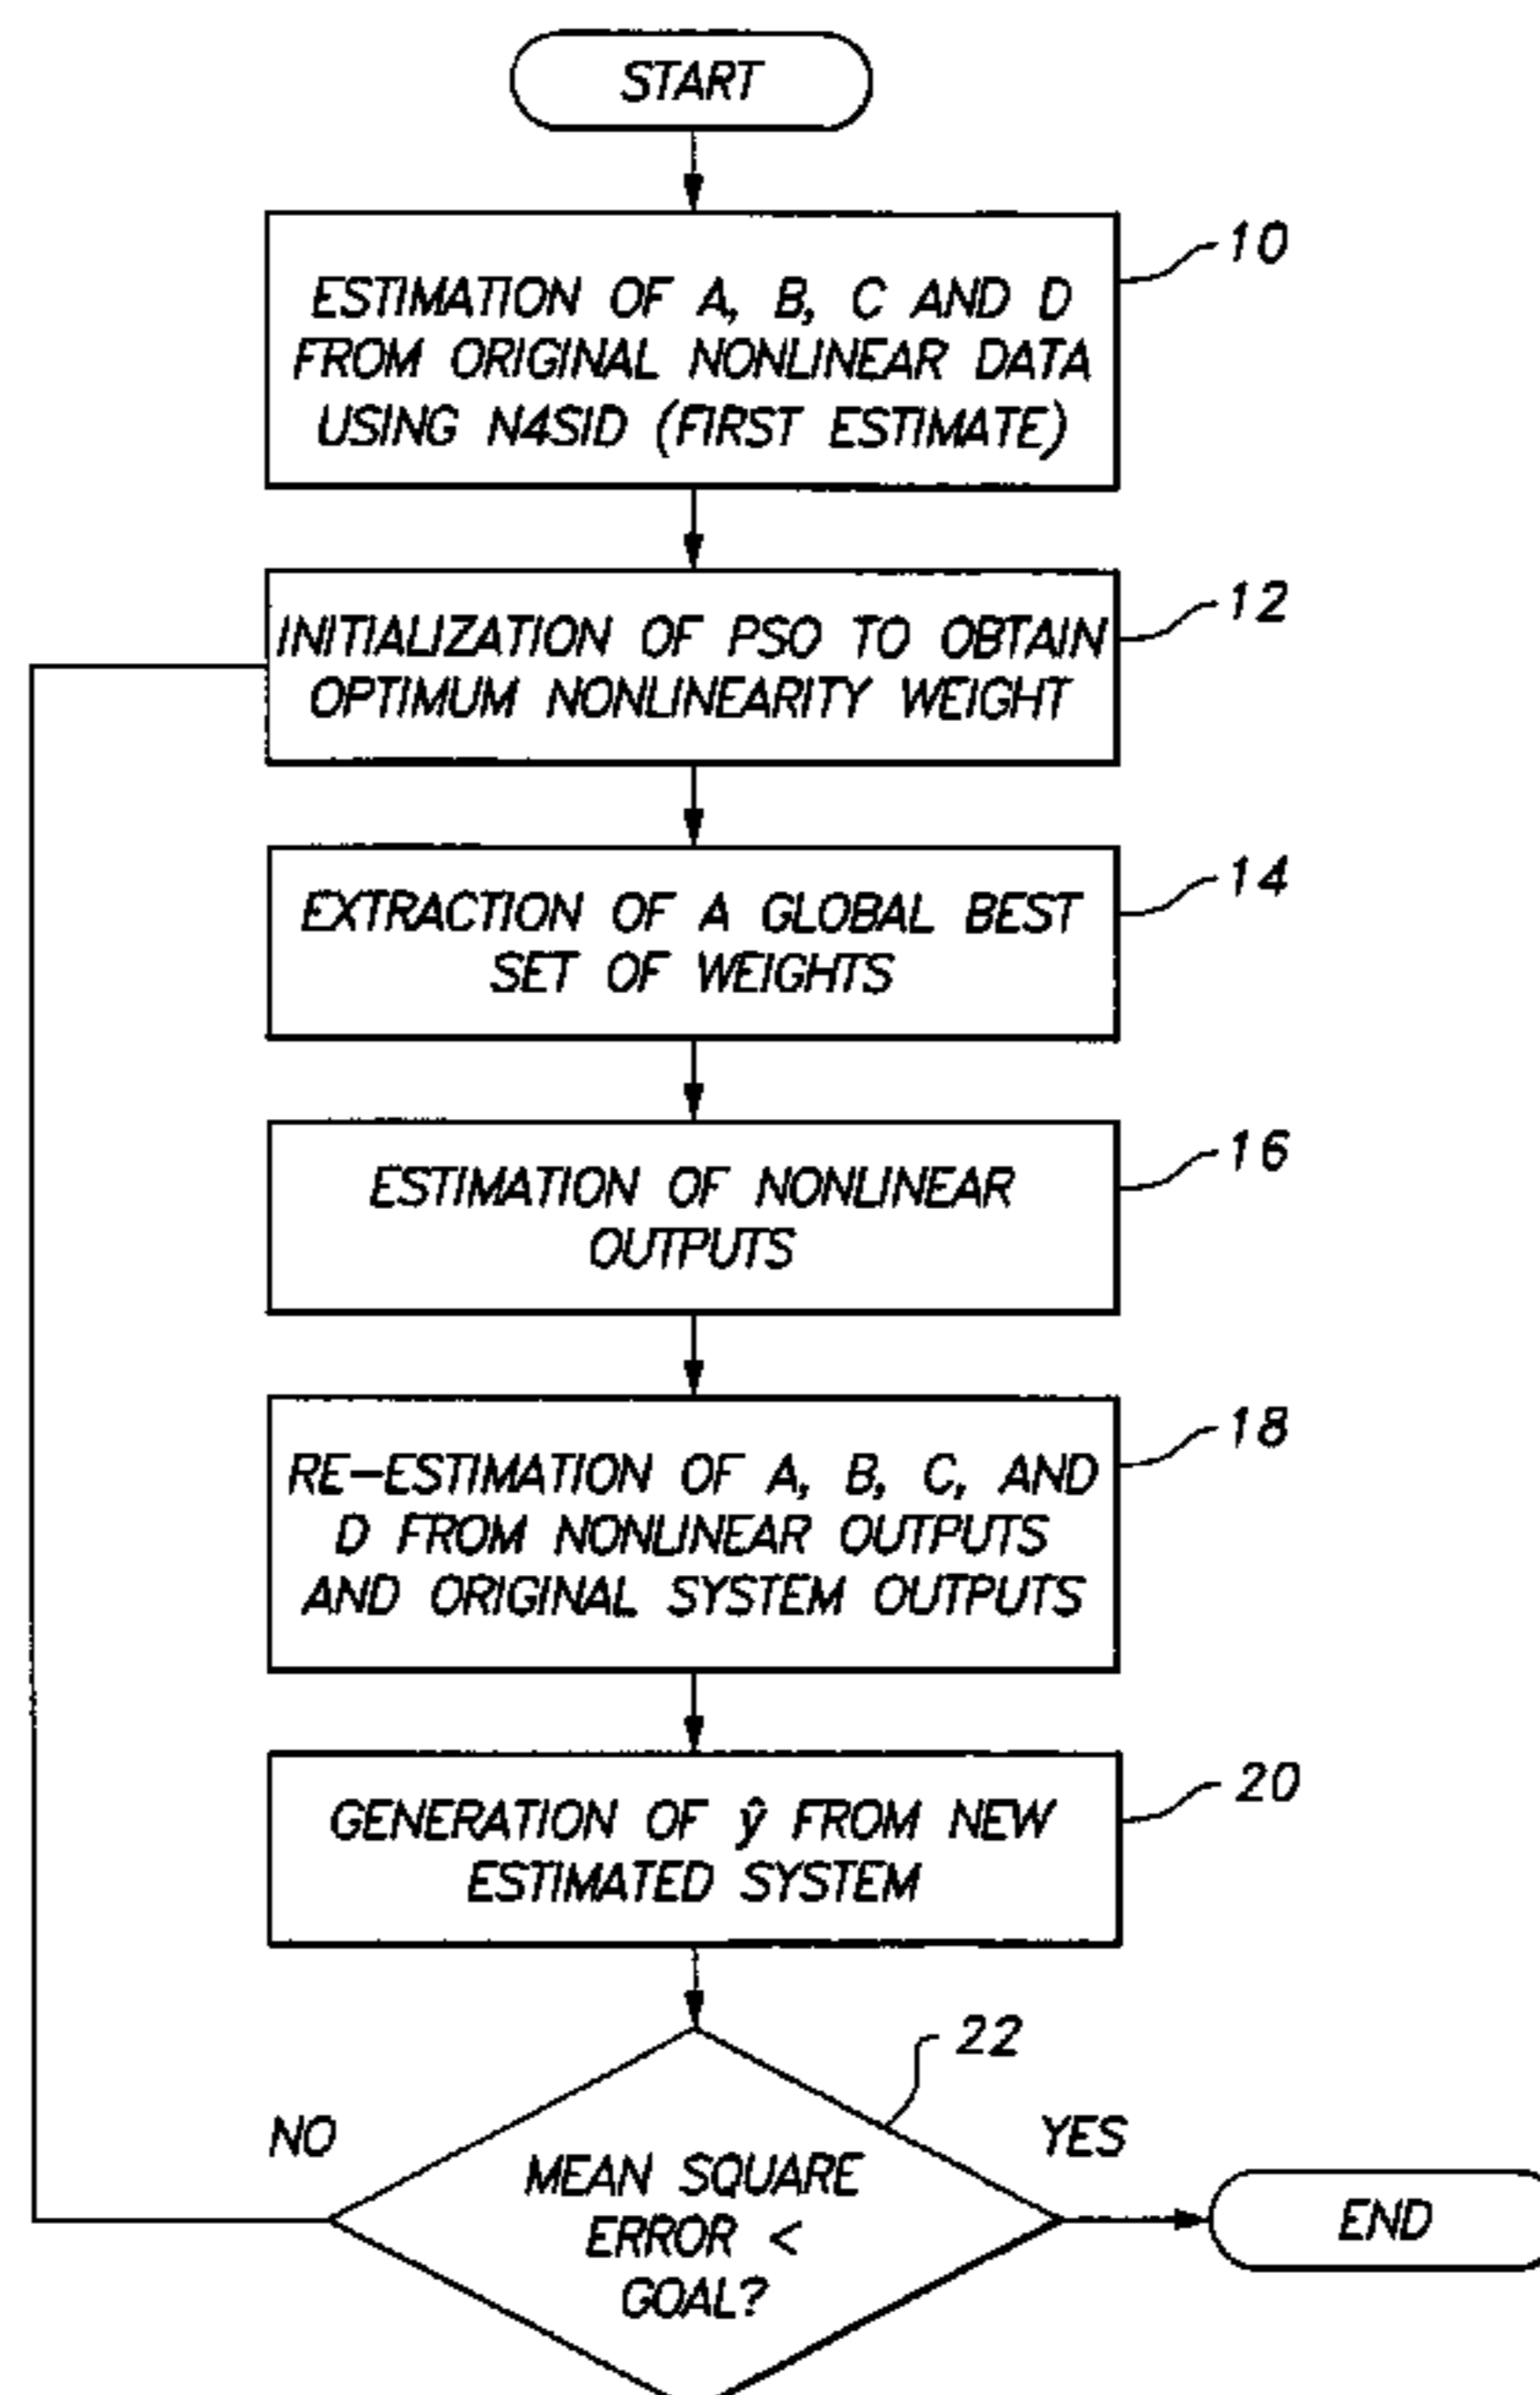 START
10
ESTIMATION OF A, B, C AND D
FROM ORIGINAL NONLINEAR DATA
USING N4SID (FIRST ESTIMATE)
12
INITIALIZATION OF PSO TO OBTAIN
OPTIMUM NONLINEARITY WEIGHT
14
EXTRACTION OF A GLOBAL BEST
SET OF WEIGHTS
16
ESTIMATION OF NONLINEAR
OUTPUTS
18
RE-ESTIMATION OF A, B, C, AND
D FROM NONLINEAR OUTPUTS
AND ORIGINAL SYSTEM OUTPUTS
20
GENERATION OF ŷ FROM NEW
ESTIMATED SYSTEM
22
NO
YES
MEAN SQUARE
ERROR <
GOAL?
END